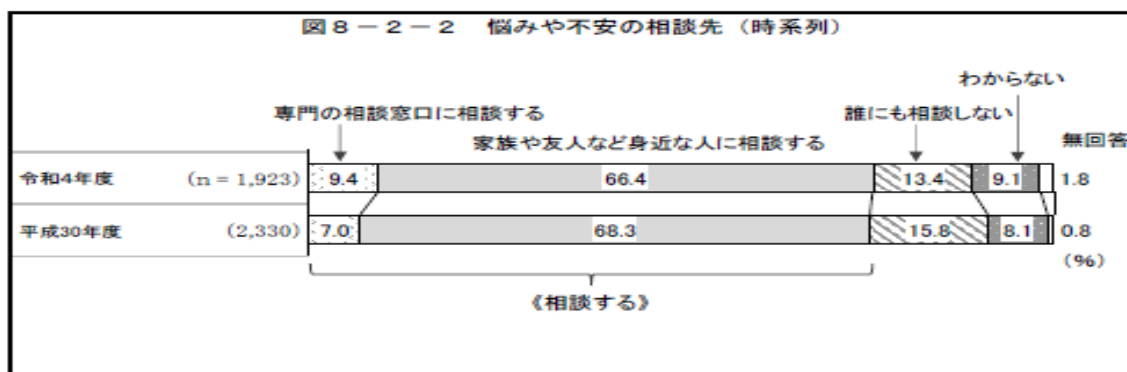 図８－２－２　悩みや不安の相談先（時系列）
わからない
専門の相談窓口に相談する
誰にも相談しない
家族や友人など身近な人に相談する
無回答
令和4年度 (n = 1,923) 9.4 66.4 13.4 9.1 1.8
平成30年度 (2,330) 7.0 68.3 15.8 8.1 0.8
(%)
《相談する》